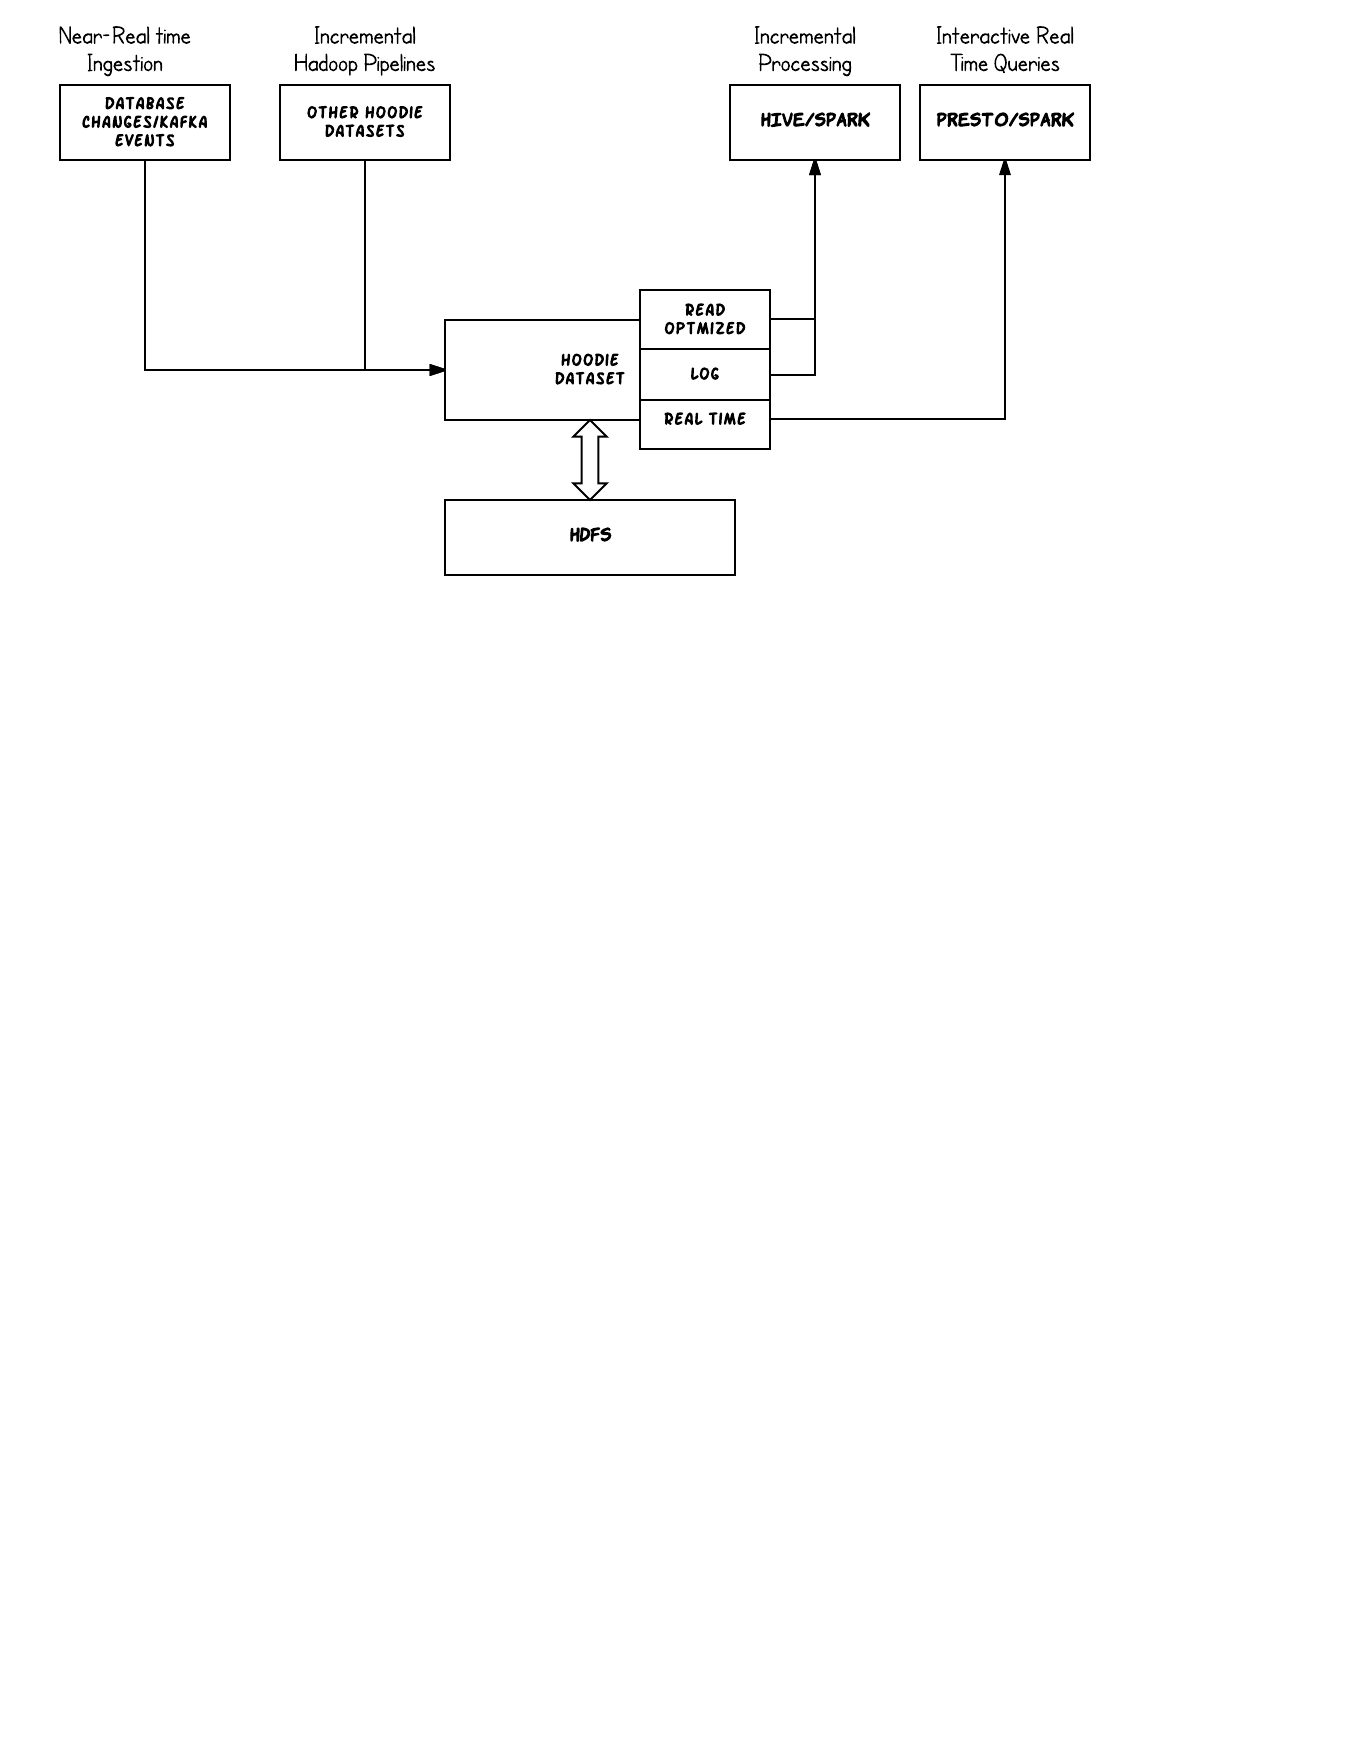 Near-Real time
Ingestion
Incremental
Hadoop Pipelines
Incremental
Processing
Interactive Real
Time Queries
DATABASE
CHANGES/KAFKA
EVENTS
OTHER HOODIE
DATASETS
HIVE/SPARK
PRESTO/SPARK
READ
OPTMIZED
HOODIE
DATASET
LOG
REAL TIME
HDFS